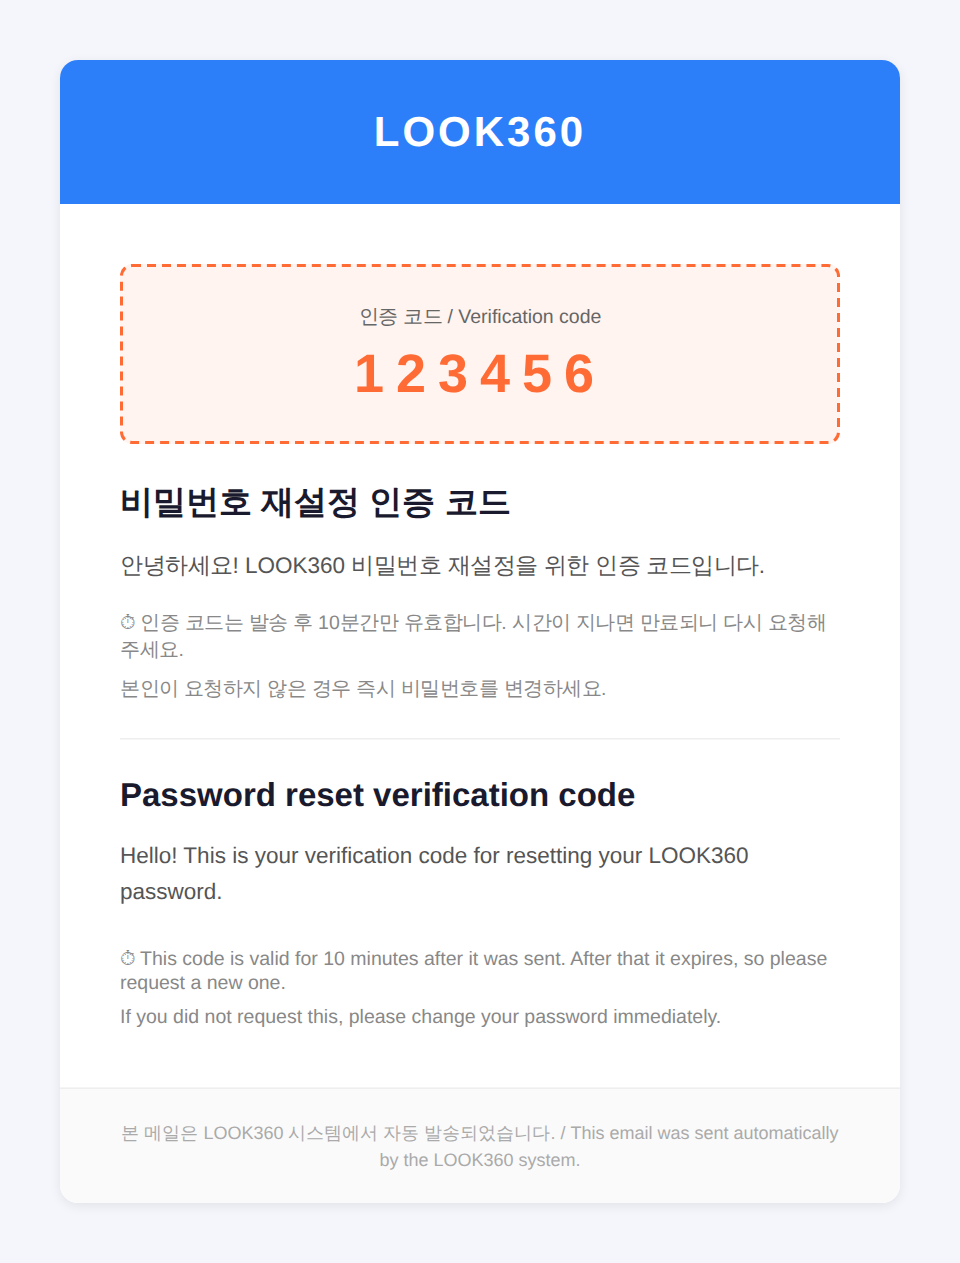 LOOK360
인증 코드 / Verification code
123456
비밀번호 재설정 인증 코드
안녕하세요! LOOK360 비밀번호 재설정을 위한 인증 코드입니다.
⏱ 인증 코드는 발송 후 10분간만 유효합니다. 시간이 지나면 만료되니 다시 요청해
주세요.
본인이 요청하지 않은 경우 즉시 비밀번호를 변경하세요.
Password reset verification code
Hello! This is your verification code for resetting your LOOK360
password.
⏱ This code is valid for 10 minutes after it was sent. After that it expires, so please
request a new one.
If you did not request this, please change your password immediately.
본 메일은 LOOK360 시스템에서 자동 발송되었습니다. / This email was sent automatically
by the LOOK360 system.